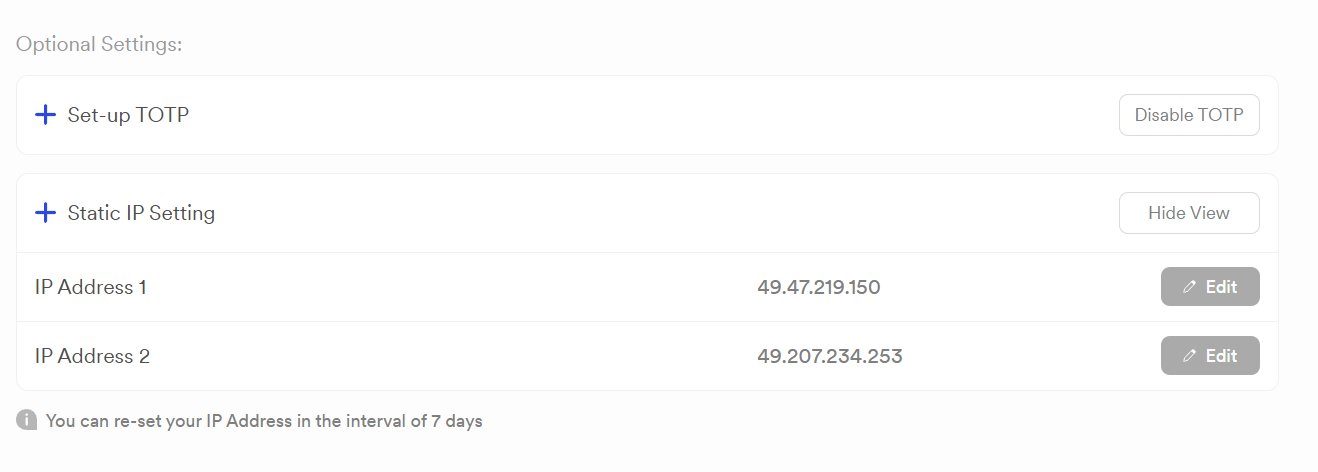 Optional Settings:
Set-up TOTP
Disable TOTP
Static IP Setting
Hide View
IP Address 1
49.47.219.150
Edit
IP Address 2
49.207.234.253
Edit
You can re-set your IP Address in the interval of 7 days